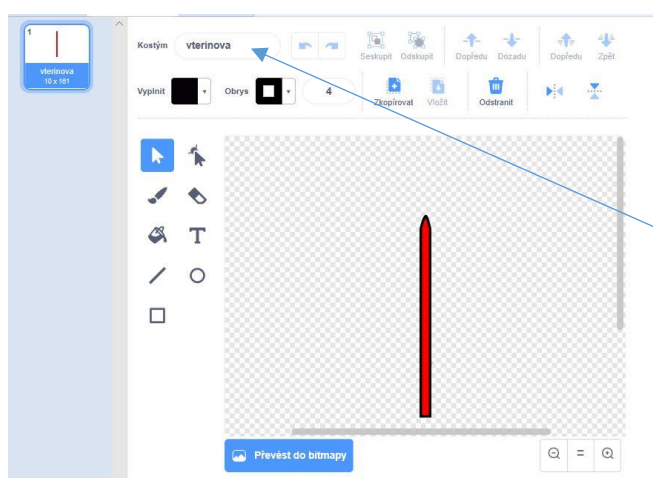 1
vterinova
10 x 161
Kostým
vterinova
Seskupit
Odskupit
Dopředu
Dozadu
Dopředu
Zpět
Vyplnit
Obrys
4
Zkopírovat
Vložit
Odstranit
T
Převést do bitmapy
=